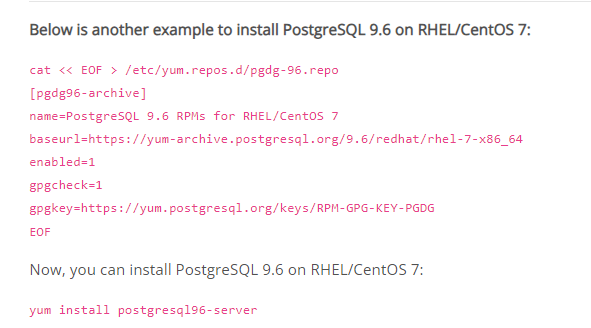 Below is another example to install PostgreSQL 9.6 on RHEL/CentOS 7:
cat << EOF > /etc/yum.repos.d/pgdg-96.repo
[pgdg96-archive]
name=PostgreSQL 9.6 RPMs for RHEL/CentOS 7
baseurl=https://yum-archive.postgresql.org/9.6/redhat/rhel-7-x86_64
enabled=1
gpgcheck=1
gpgkey=https://yum.postgresql.org/keys/RPM-GPG-KEY-PGDG
EOF
Now, you can install PostgreSQL 9.6 on RHEL/CentOS 7:
yum install postgresql96-server